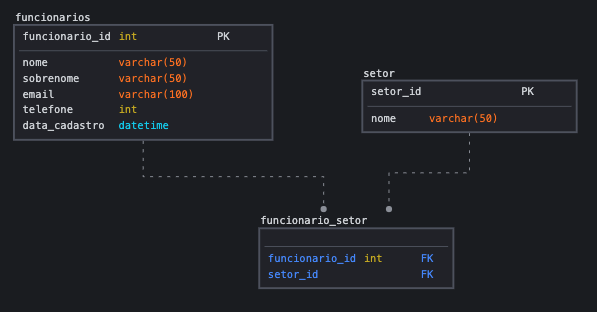 funcionarios
funcionario_id int PK
nome varchar(50)
sobrenome varchar(50)
email varchar(100)
telefone int
data_cadastro datetime
setor
setor_id PK
nome varchar(50)
funcionario_setor
funcionario_id int FK
setor_id FK